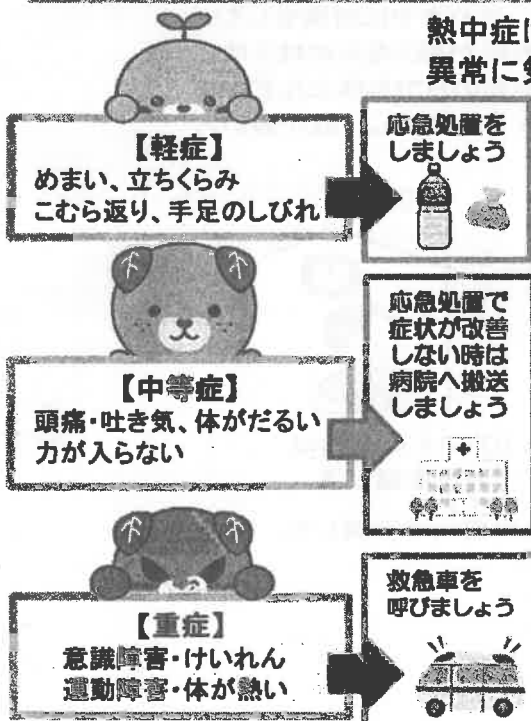 熱中症
異常に
【軽症】
めまい、立ちくらみ
こむら返り、手足のしびれ
応急処置を
しましょう
【中等症】
頭痛・吐き気、体がだるい
力が入らない
応急処置で
症状が改善
しない時は
病院へ搬送
しましょう
【重症】
意識障害・けいれん
運動障害・体が熱い
救急車を
呼びましょう